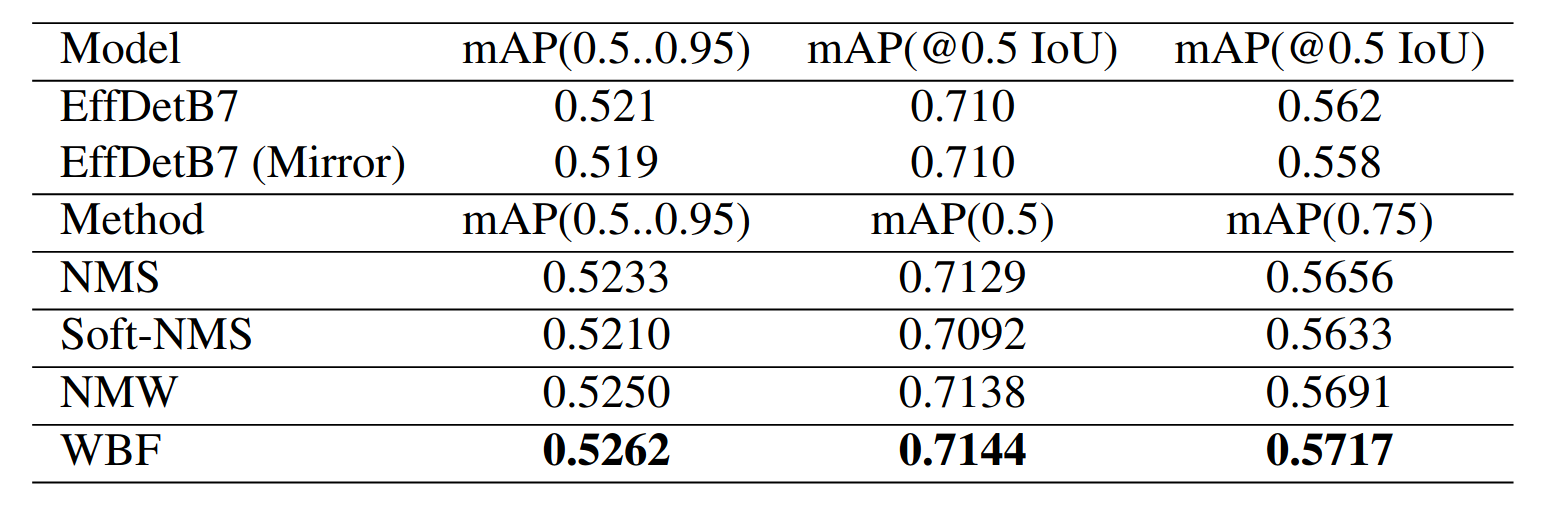 Model mAP(0.5..0.95) mAP(@0.5 IoU) mAP(@0.5 IoU)
EffDetB7 0.521 0.710 0.562
EffDetB7 (Mirror) 0.519 0.710 0.558
Method mAP(0.5..0.95) mAP(0.5) mAP(0.75)
NMS 0.5233 0.7129 0.5656
Soft-NMS 0.5210 0.7092 0.5633
NMW 0.5250 0.7138 0.5691
WBF 0.5262 0.7144 0.5717